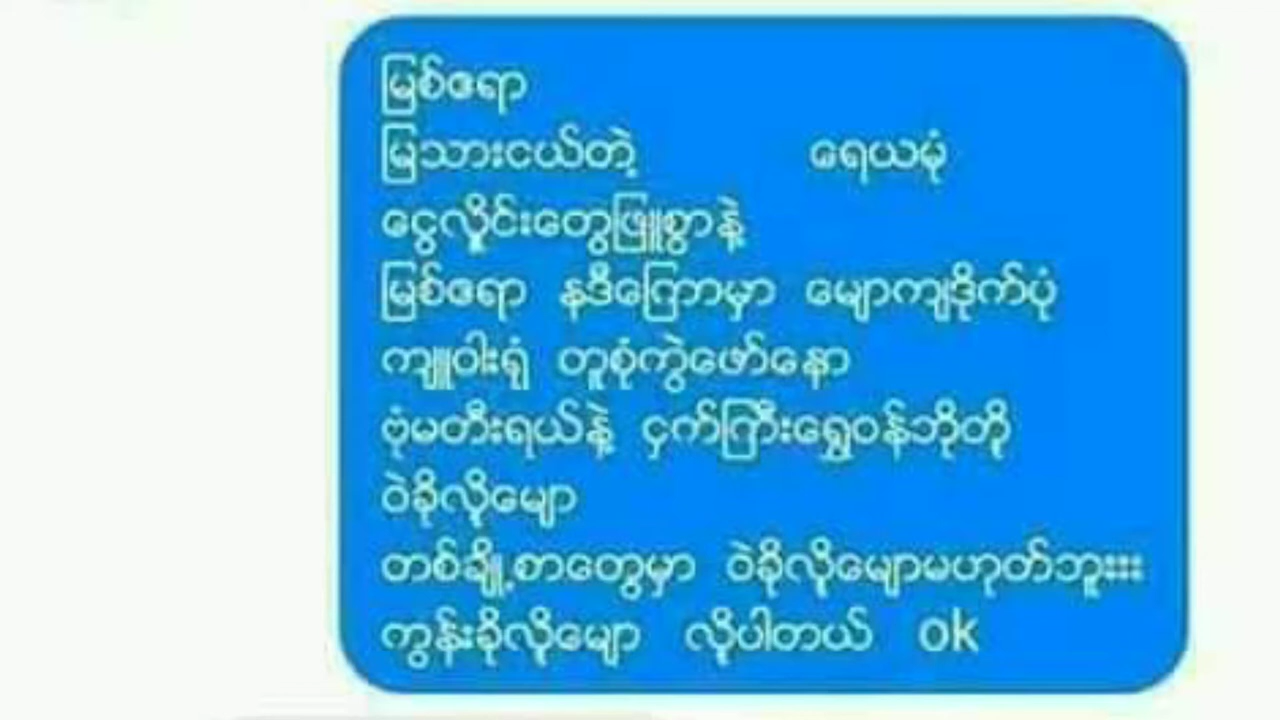 မြစ်ဧရာ
မြသားငယ်တဲ့ ရေယမုံ
ငွေလှိုင်းတွေဖြူစွာနဲ့
မြစ်ဧရာ နဒီကြောမှာ မျောကျဒိုက်ပုံ
ကျူဝါးရုံ တူစုံကွဲဖော်နော
ဗုံမတီးရယ်နဲ့ ငှက်ကြီးရွှေဝန်ဘိုတို
ဝဲခိုလိုမျော
တစ်ချို့စာတွေမှာ ဝဲခိုလိုမျောမဟုတ်ဘူးးး
ကွန်းခိုလိုမျော လို့ပါတယ် ok